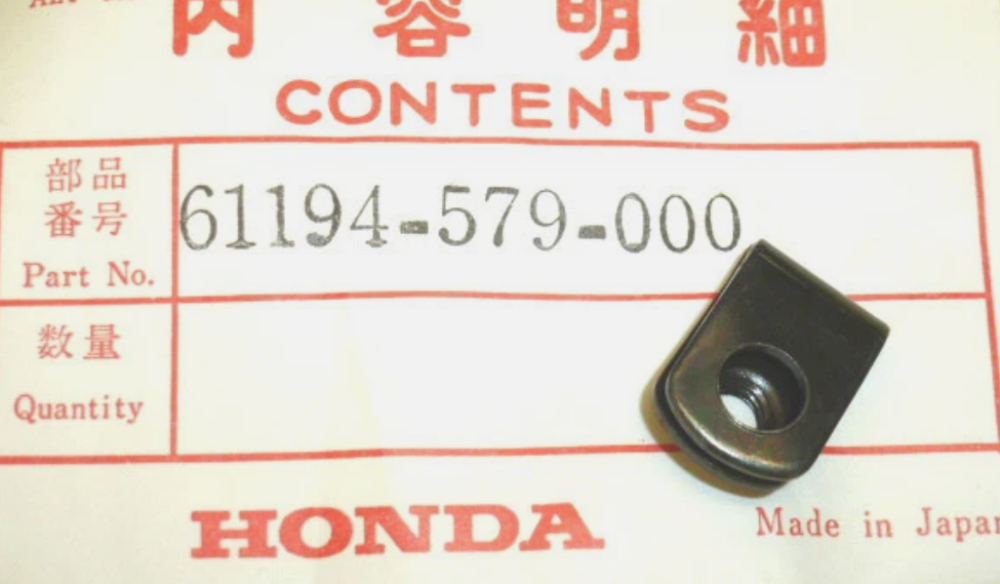 内容明細
CONTENTS
部品
番号
Part No.
61194-579-000
数量
Quantity
HONDA
Made in Japan